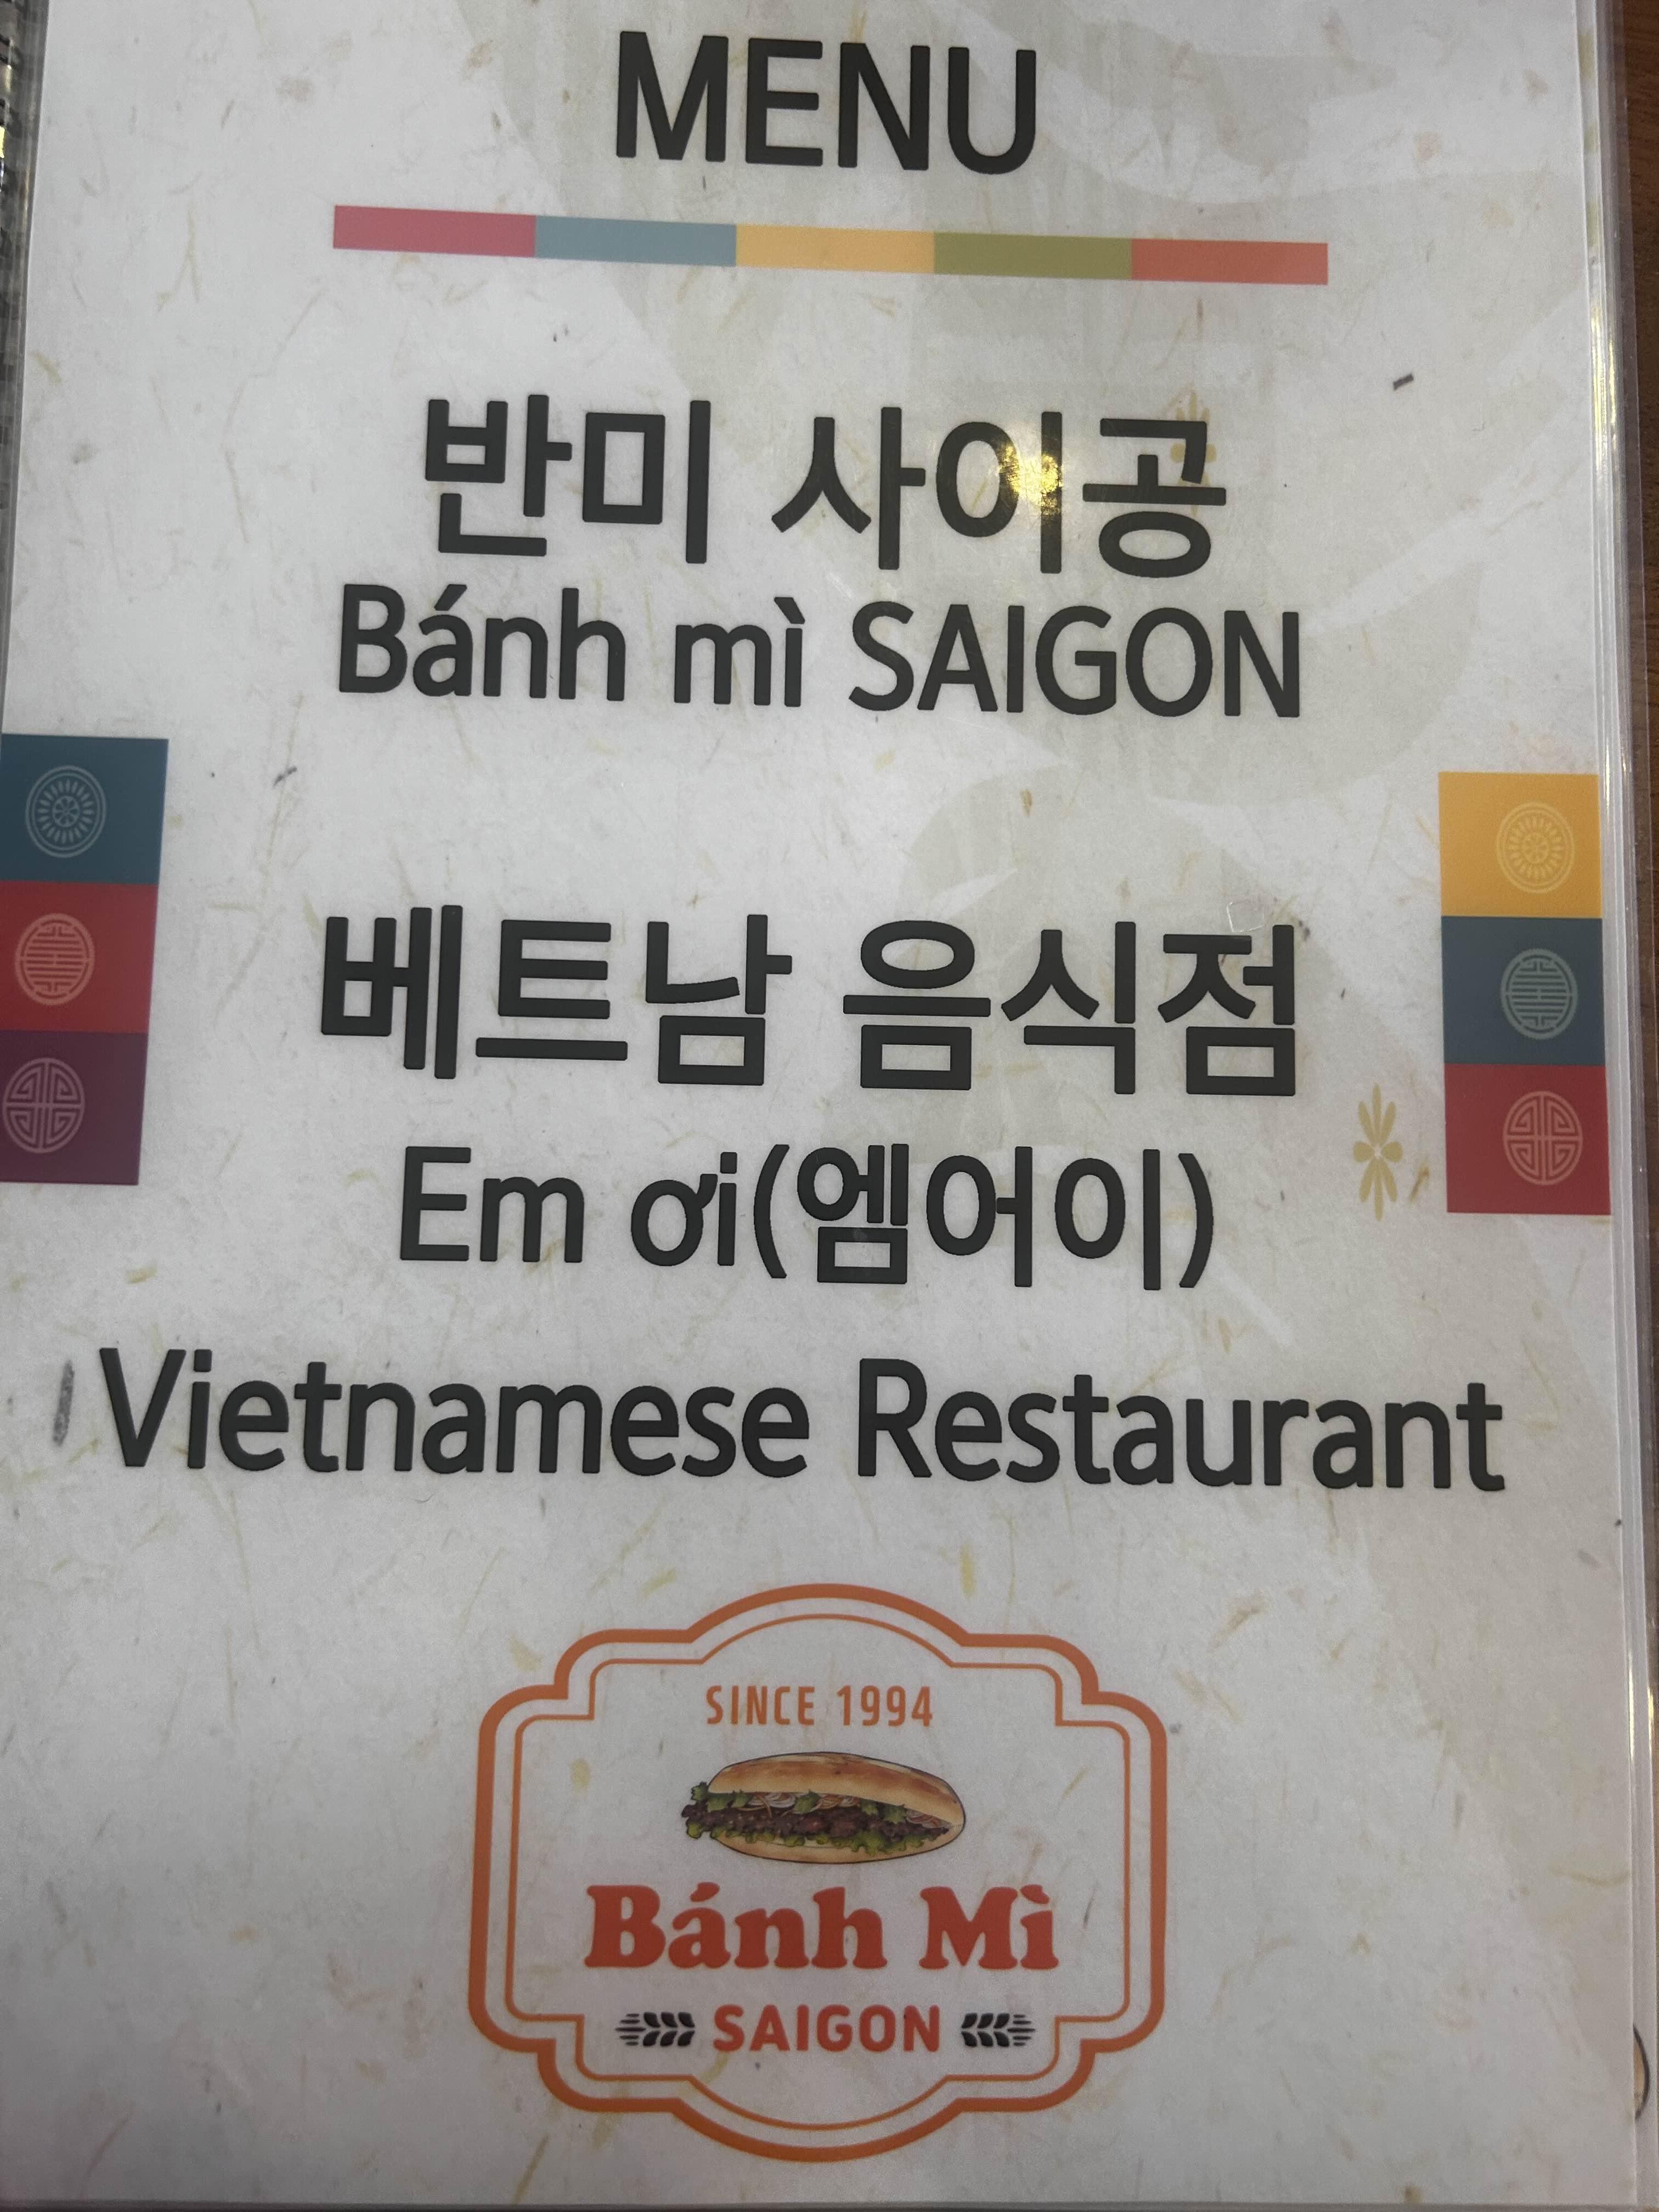 MENU
반미 사이공
Bánh mì SAIGON
베트남 음식점
Em ơi(엠어이)
Vietnamese Restaurant
SINCE 1994
Bánh Mì
SAIGON